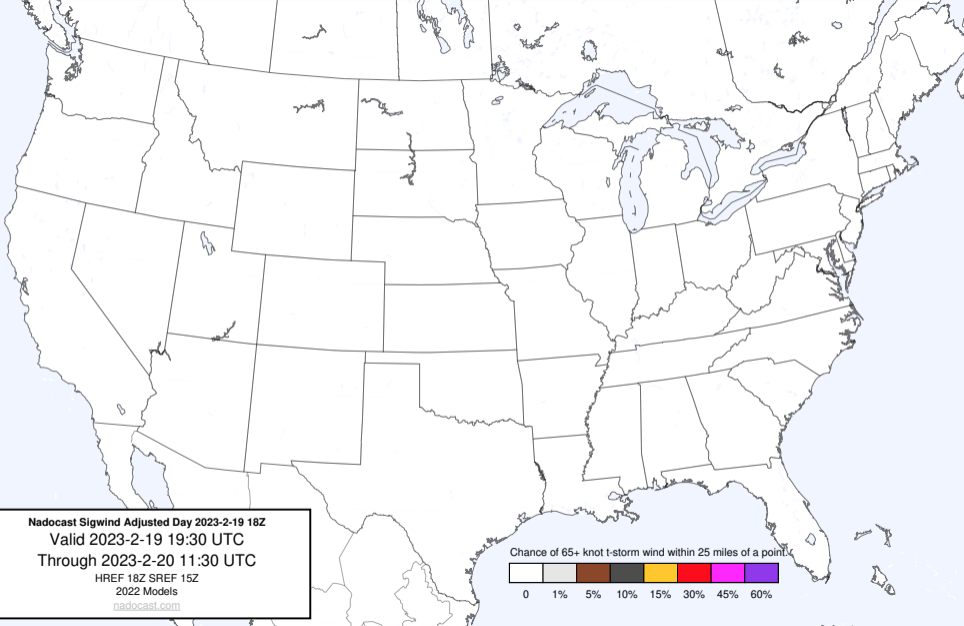 Nadocast Sigwind Adjusted Day 2023-2-19 18Z
Valid 2023-2-19 19:30 UTC
Through 2023-2-20 11:30 UTC
HREF 18Z SREF 15Z
2022 Models
nadocast.com
Chance of 65+ knot t-storm wind within 25 miles of a point.
0 1% 5% 10% 15% 30% 45% 60%